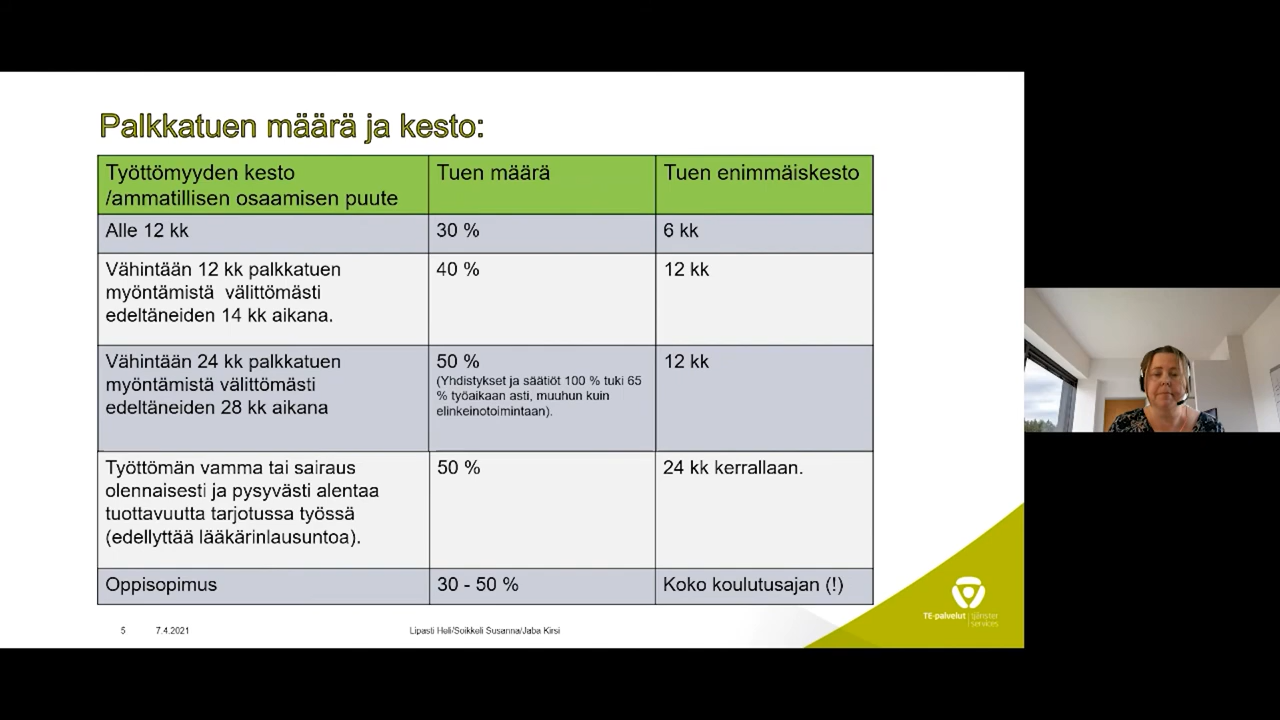 Palkkatuen määrä ja kesto:
Työttömyyden kesto
/ammatillisen osaamisen puute
Tuen määrä
Tuen enimmäiskesto
Alle 12 kk
30 %
6 kk
Vähintään 12 kk palkkatuen
myöntämistä välittömästi
edeltäneiden 14 kk aikana.
40 %
12 kk
Vähintään 24 kk palkkatuen
myöntämistä välittömästi
edeltäneiden 28 kk aikana
50 %
(Yhdistykset ja säätiöt 100 % tuki 65
% työaikaan asti, muuhun kuin
elinkeinotoimintaan).
12 kk
Työttömän vamma tai sairaus
olennaisesti ja pysyvästi alentaa
tuottavuutta tarjotussa työssä
(edellyttää lääkärinlausuntoa).
50 %
24 kk kerrallaan.
Oppisopimus
30 - 50 %
Koko koulutusajan (!)
5
7.4.2021
Lipasti Heli/Soikkeli Susanna/Jaba Kirsi
TE-palvelut
tjänster
services